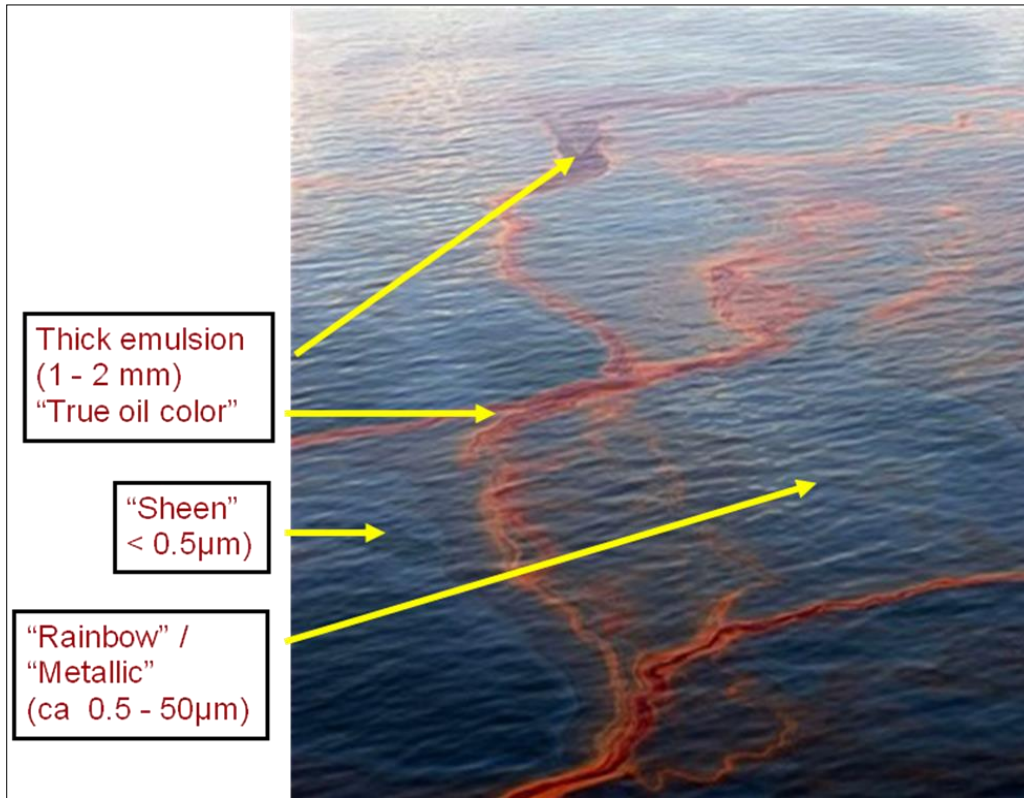 Thick emulsion
(1 - 2 mm)
“True oil color”
“Sheen”
< 0.5μm)
“Rainbow” /
“Metallic”
(ca  0.5 - 50μm)